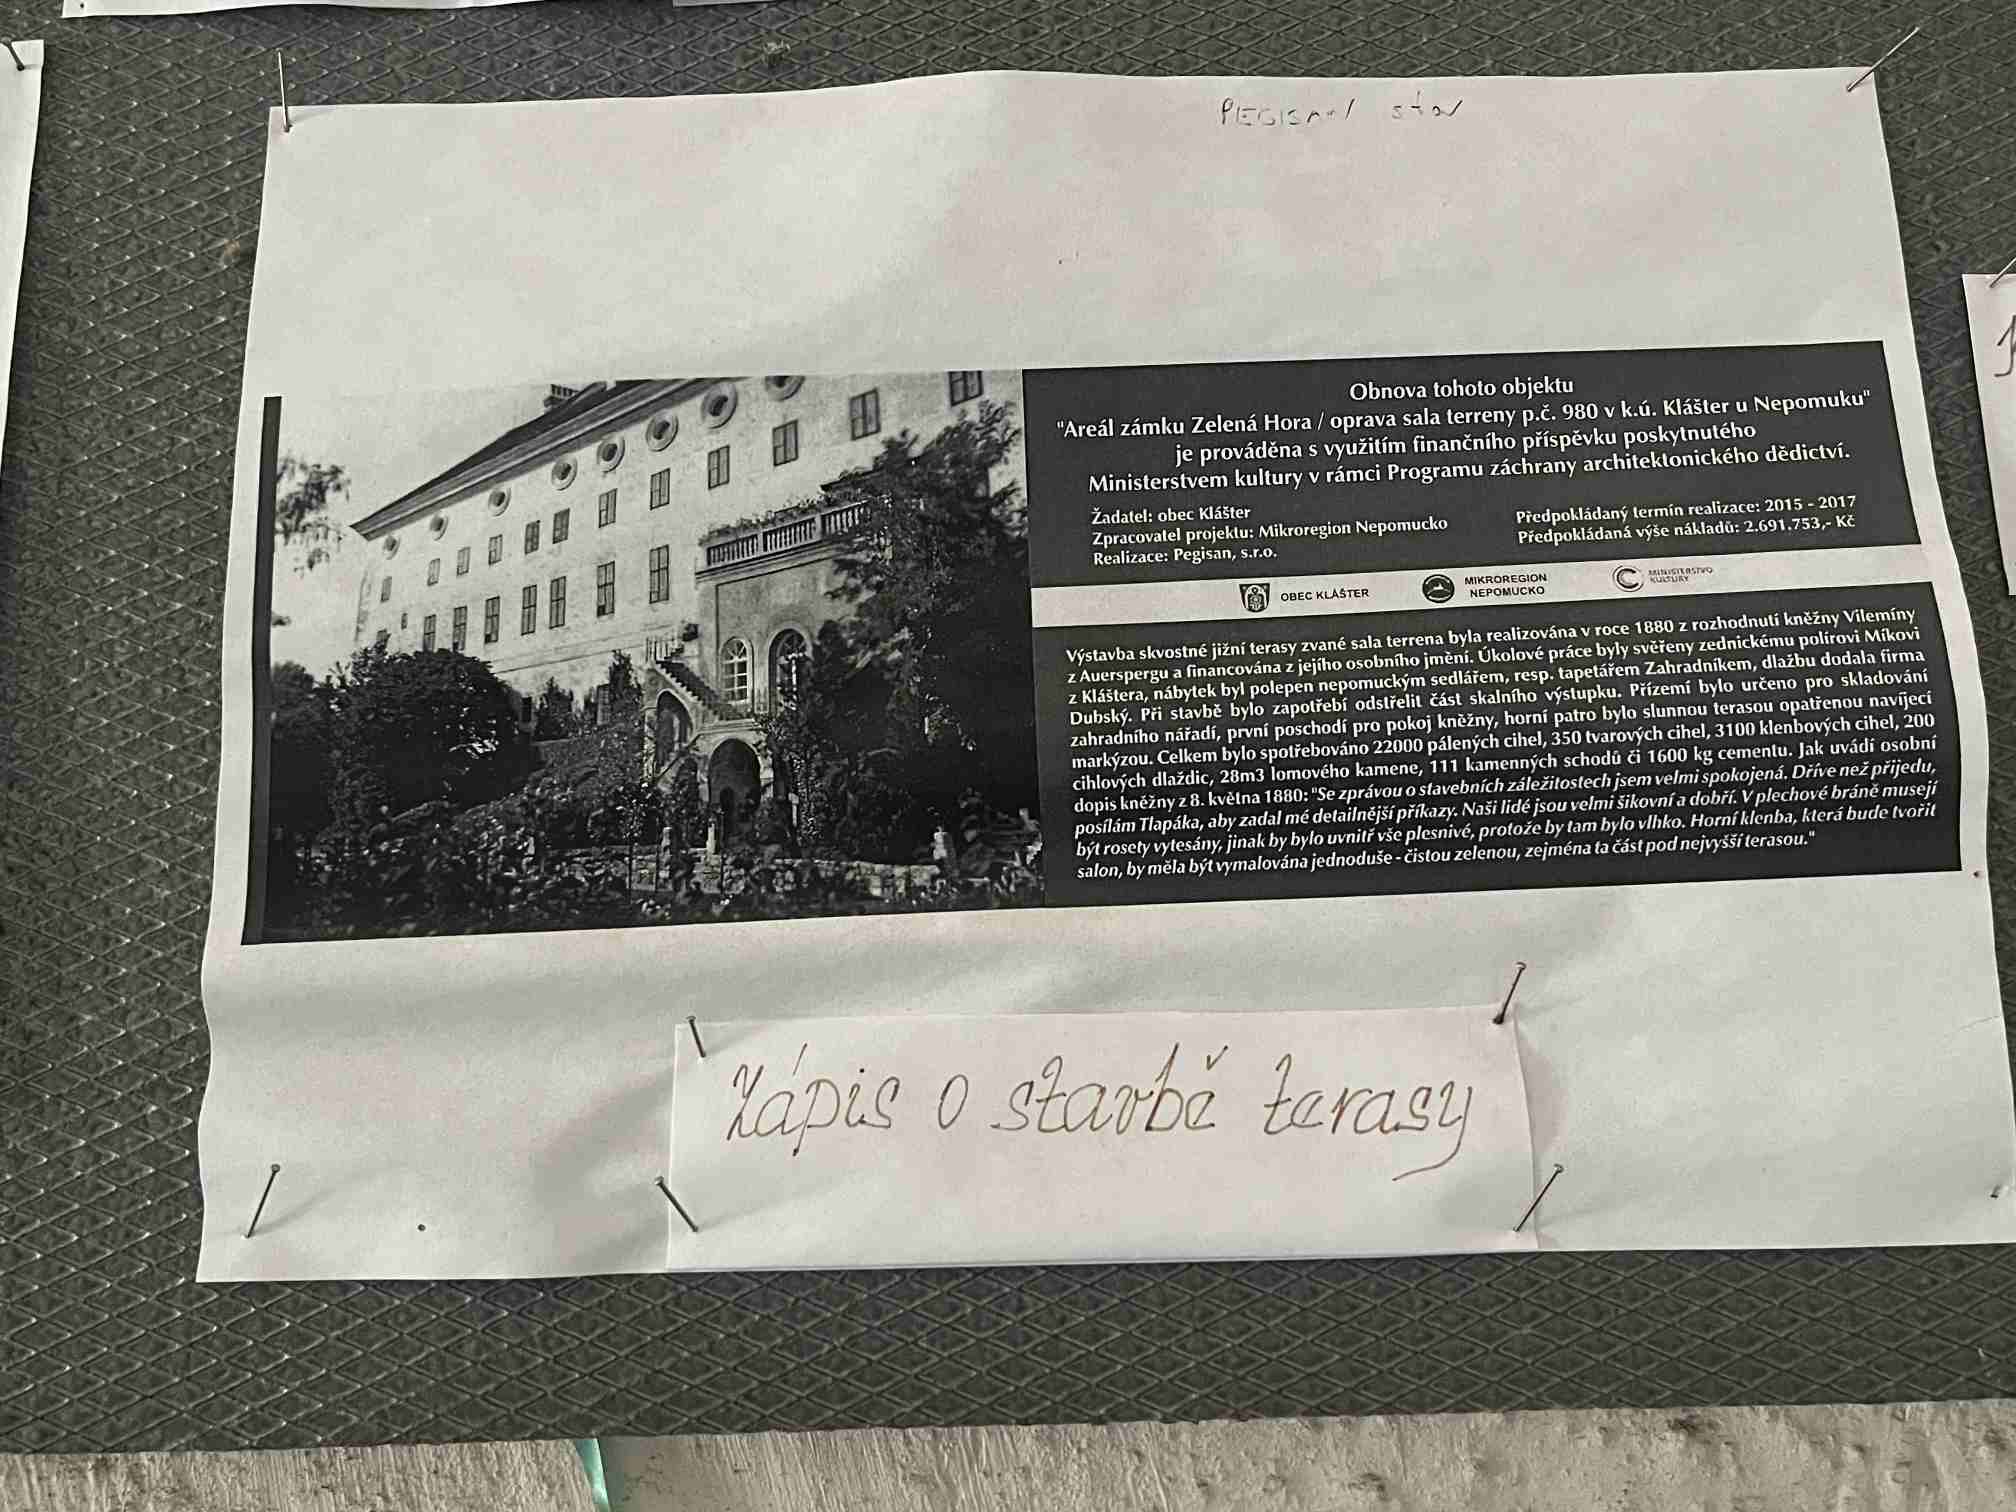 PEGISAN
Obnova tohoto objektu
"Areál zámku Zelená Hora / oprava sala terreny p.č. 980 v k.ú. Klášter u Nepomuku"
je prováděna s využitím finančního příspěvku poskytnutého
Ministerstvem kultury v rámci Programu záchrany architektonického dědictví.
Žadatel: obec Klášter
Zpracovatel projektu: Mikroregion Nepomucko
Realizace: Pegisan, s.r.o.
Předpokládaný termín realizace: 2015 - 2017
Předpokládaná výše nákladů: 2.691.753,- Kč
OBEC KLÁŠTER
MIKROREGION
NEPOMUCKO
MINISTERSTVO
KULTURY
Výstavba skvostné jižní terasy zvané sala terrena byla realizována v roce 1880 z rozhodnutí kněžny Vilemíny
z Auerspergu a financována z jejího osobního jmění. Úkolové práce byly svěřeny zednickému polírovi Míkovi
z Kláštera, nábytek byl polepen nepomuckým sedlářem, resp. tapetářem Zahradníkem, dlažbu dodala firma
Dubský. Při stavbě bylo zapotřebí odstřelit část skalního výstupku. Přízemí bylo určeno pro skladování
zahradního nářadí, první poschodí pro pokoj kněžny, horní patro bylo slunnou terasou opatřenou navíjecí
markýzou. Celkem bylo spotřebováno 22000 pálených cihel, 350 tvarových cihel, 3100 klenbových cihel, 200
cihlových dlaždic, 28m3 lomového kamene, 111 kamenných schodů či 1600 kg cementu. Jak uvádí osobní
dopis kněžny z 8. května 1880: "Se zprávou o stavebních záležitostech jsem velmi spokojená. Dříve než přijedu,
posílám Tlapáka, aby zadal mé detailnější příkazy. Naši lidé jsou velmi šikovní a dobří. V plechové bráně musejí
být rosety vytesány, jinak by bylo uvnitř vše plesnivé, protože by tam bylo vlhko. Horní klenba, která bude tvořit
salon, by měla být vymalována jednoduše - čistou zelenou, zejména ta část pod nejvyšší terasou."
Zápis o stavbě terasy